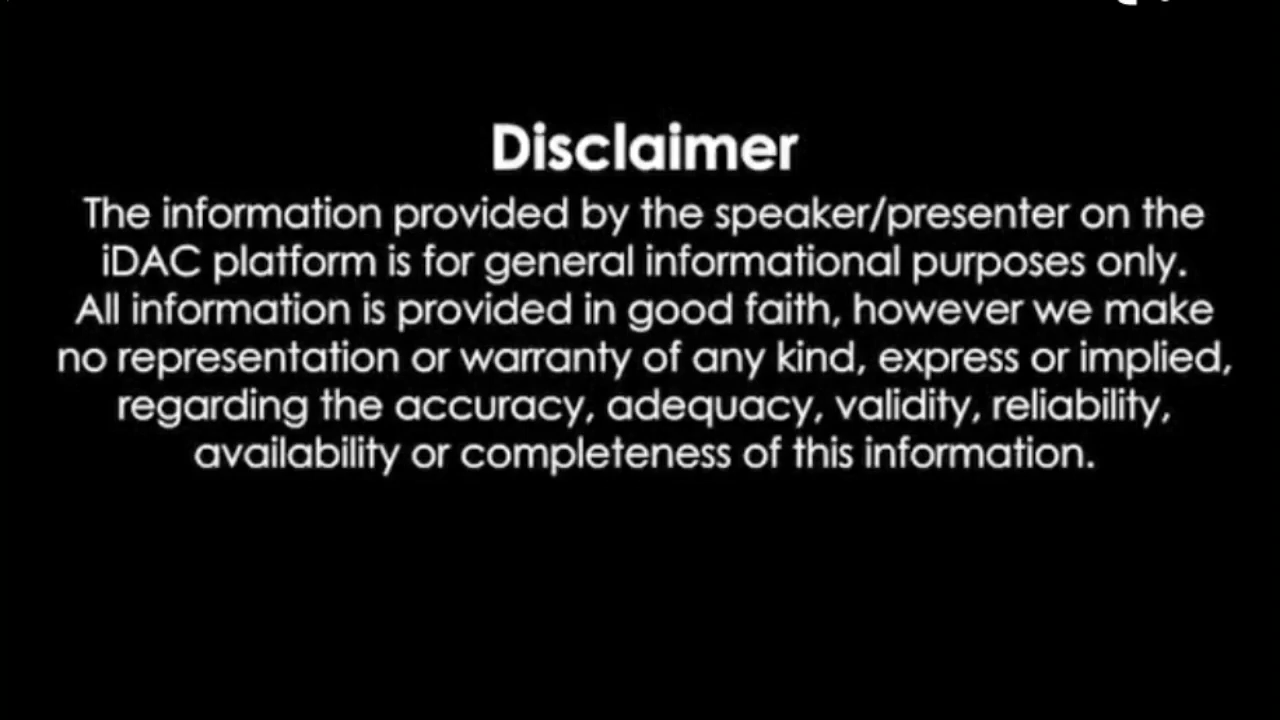 Disclaimer
The information provided by the speaker/presenter on the
iDAC platform is for general informational purposes only.
All information is provided in good faith, however we make
no representation or warranty of any kind, express or implied,
regarding the accuracy, adequacy, validity, reliability,
availability or completeness of this information.